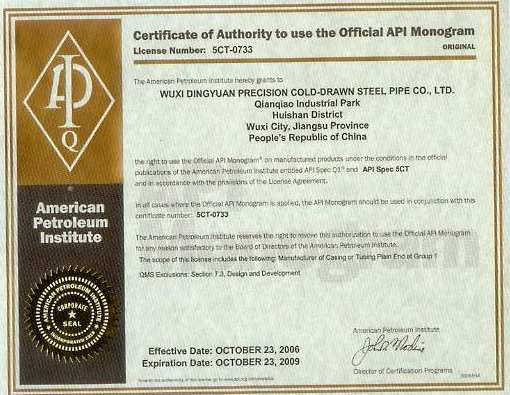 Certificate of Authority to use the Official API Monogram
License Number: 5CT-0733
ORIGINAL
API
Q
American
Petroleum
Institute
AMERICAN PETROLEUM INSTITUTE
CORPORATE
SEAL
The American Petroleum Institute hereby grants to
WUXI DINGYUAN PRECISION COLD-DRAWN STEEL PIPE CO., LTD.
Qianqiao Industrial Park
Huishan District
Wuxi City, Jiangsu Province
People's Republic of China
the right to use the Official API Monogram® on manufactured products under the conditions in the official
publications of the American Petroleum Institute entitled API Spec Q1® and API Spec 5CT
and in accordance with the provisions of the License Agreement.
In all cases where the Official API Monogram is applied, the API Monogram should be used in conjunction with this
certificate number: 5CT-0733
The American Petroleum Institute reserves the right to revoke this authorization to use the Official API Monogram
for any reason satisfactory to the Board of Directors of the American Petroleum Institute.
The scope of this license includes the following: Manufacturer of Casing or Tubing Plain End at Group 1
QMS Exclusions: Section 7.3, Design and Development
American Petroleum Institute
Effective Date: OCTOBER 23, 2006
Expiration Date: OCTOBER 23, 2009
Director of Certification Programs